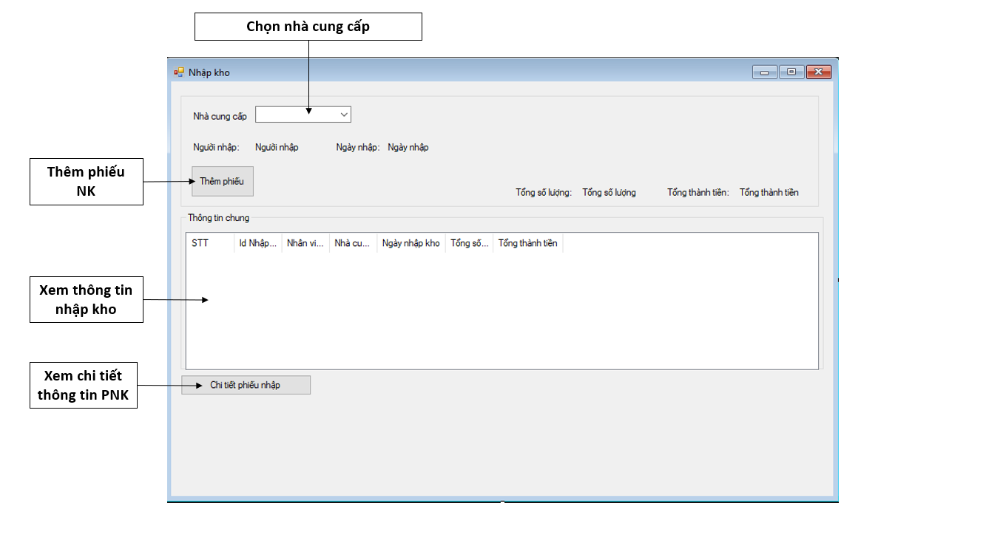 Chọn nhà cung cấp
Nhập kho
Nhà cung cấp
Người nhập: Người nhập Ngày nhập: Ngày nhập
Thêm phiếu
NK
Thêm phiếu
Tổng số lượng: Tổng số lượng Tổng thành tiền: Tổng thành tiền
Thông tin chung
STT Id Nhập... Nhân vi... Nhà cu... Ngày nhập kho Tổng số... Tổng thành tiền
Xem thông tin
nhập kho
Xem chi tiết
thông tin PNK
Chi tiết phiếu nhập